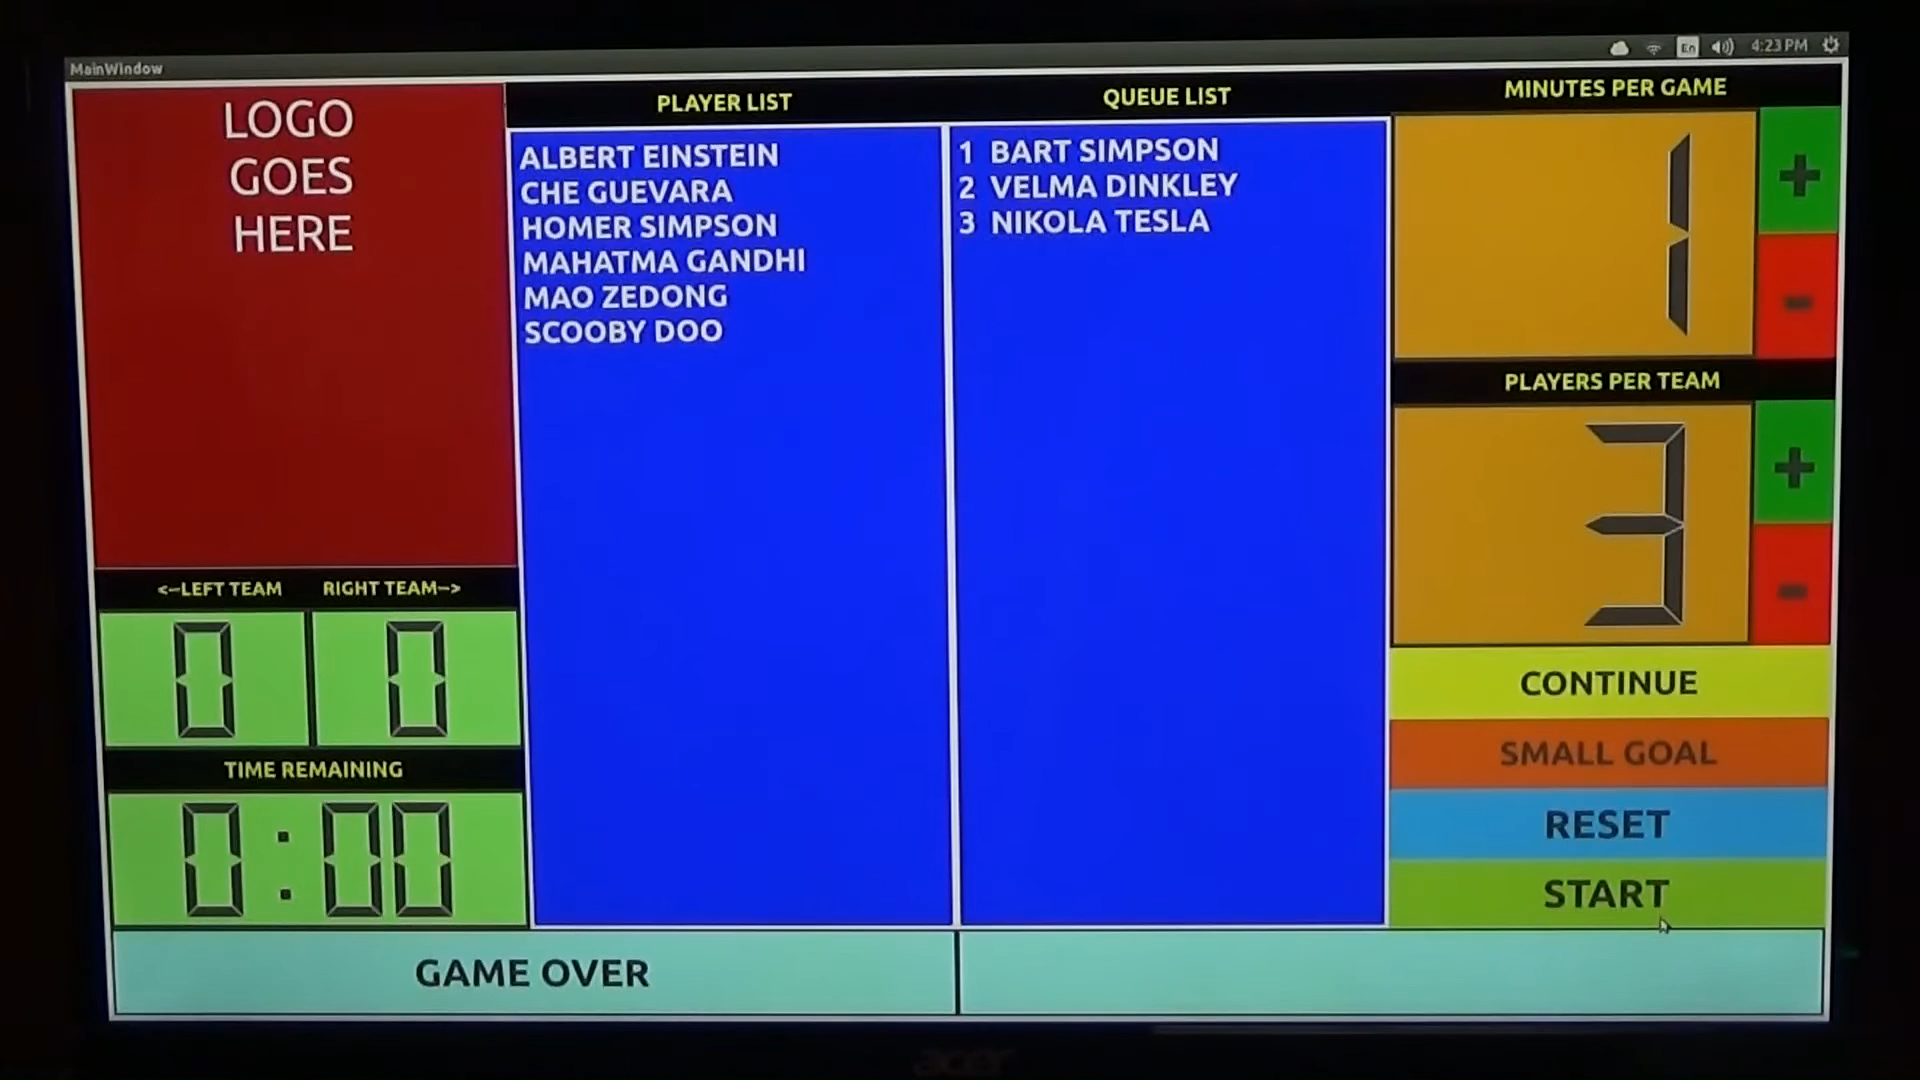 MainWindow
En
4:23 PM
LOGO
GOES
HERE
PLAYER LIST
ALBERT EINSTEIN
CHE GUEVARA
HOMER SIMPSON
MAHATMA GANDHI
MAO ZEDONG
SCOOBY DOO
QUEUE LIST
1 BART SIMPSON
2 VELMA DINKLEY
3 NIKOLA TESLA
MINUTES PER GAME
1
+
-
PLAYERS PER TEAM
3
+
-
<--LEFT TEAM
RIGHT TEAM-->
0
0
TIME REMAINING
0:00
CONTINUE
SMALL GOAL
RESET
START
GAME OVER
acer